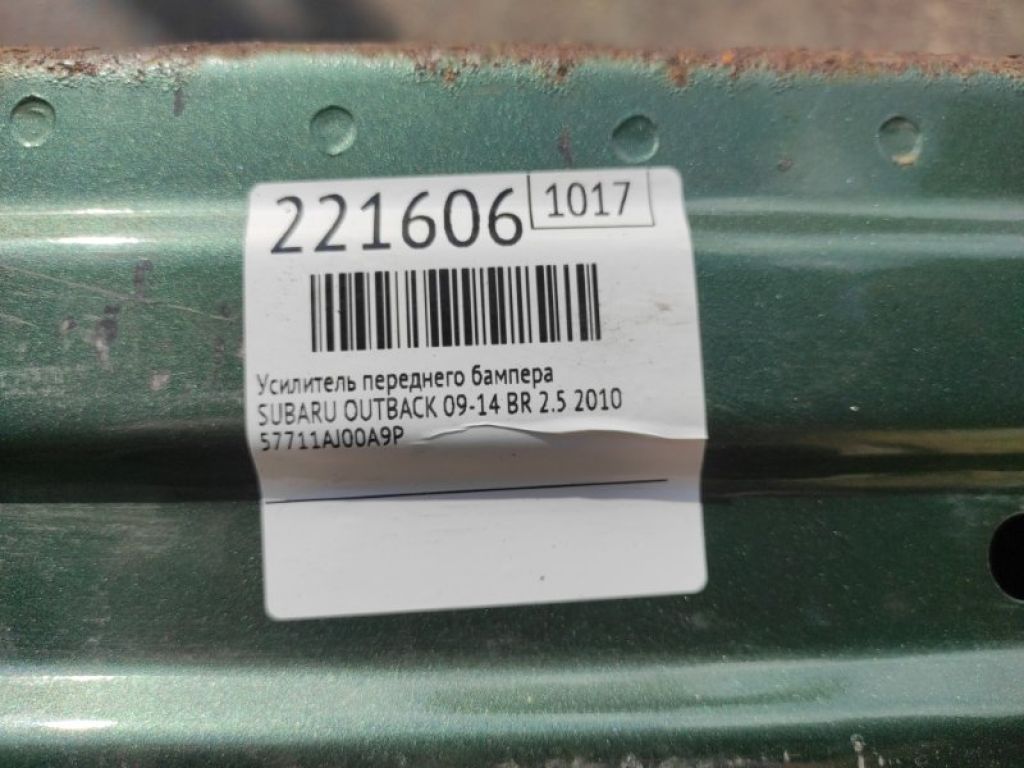 221606 1017
Усилитель переднего бампера
SUBARU OUTBACK 09-14 BR 2.5 2010
57711AJ00A9P